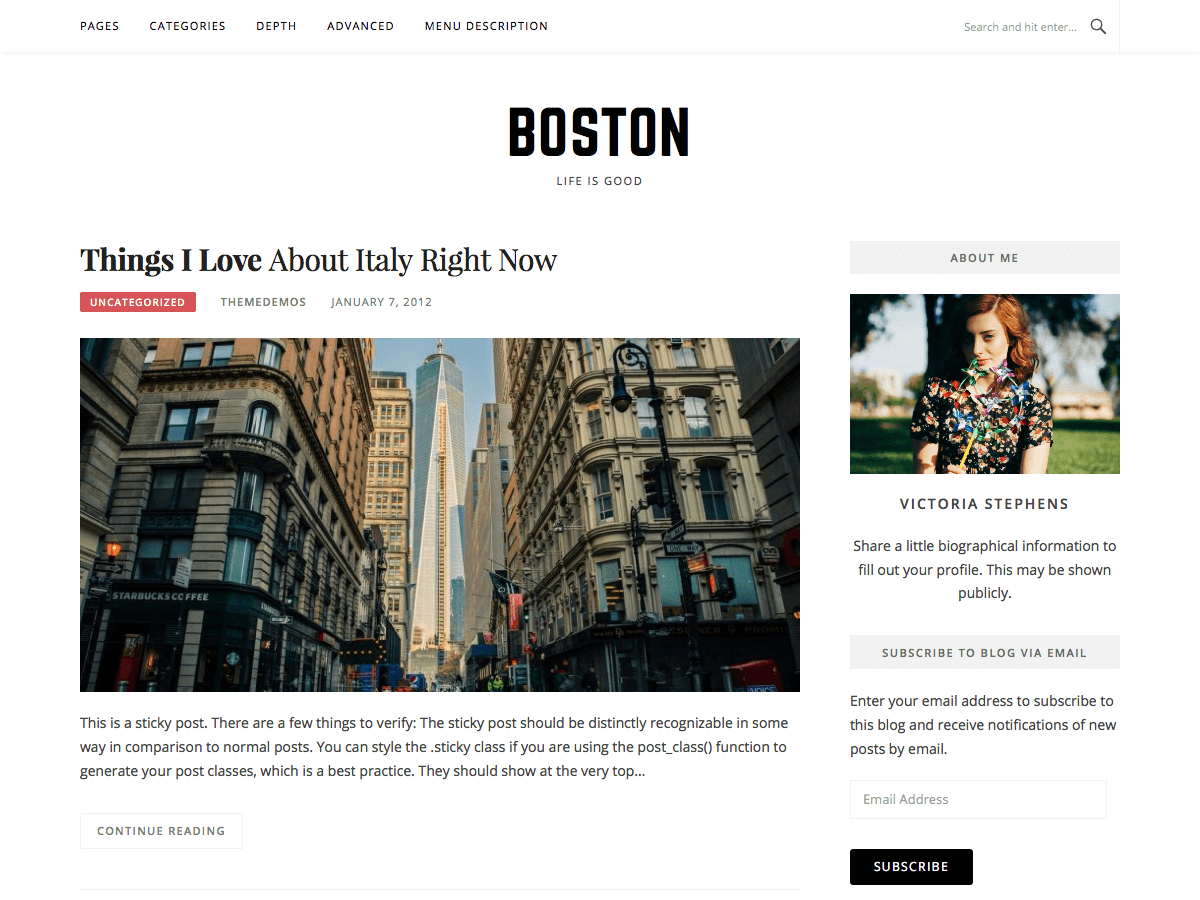 PAGES CATEGORIES DEPTH ADVANCED MENU DESCRIPTION Search and hit enter...
BOSTON
LIFE IS GOOD
Things I Love About Italy Right Now
UNCATEGORIZED THEMEDEMOS JANUARY 7, 2012
STARBUCKS COFFEE
ONE WAY
This is a sticky post. There are a few things to verify: The sticky post should be distinctly recognizable in some
way in comparison to normal posts. You can style the .sticky class if you are using the post_class() function to
generate your post classes, which is a best practice. They should show at the very top...
CONTINUE READING
ABOUT ME
VICTORIA STEPHENS
Share a little biographical information to
fill out your profile. This may be shown
publicly.
SUBSCRIBE TO BLOG VIA EMAIL
Enter your email address to subscribe to
this blog and receive notifications of new
posts by email.
Email Address
SUBSCRIBE